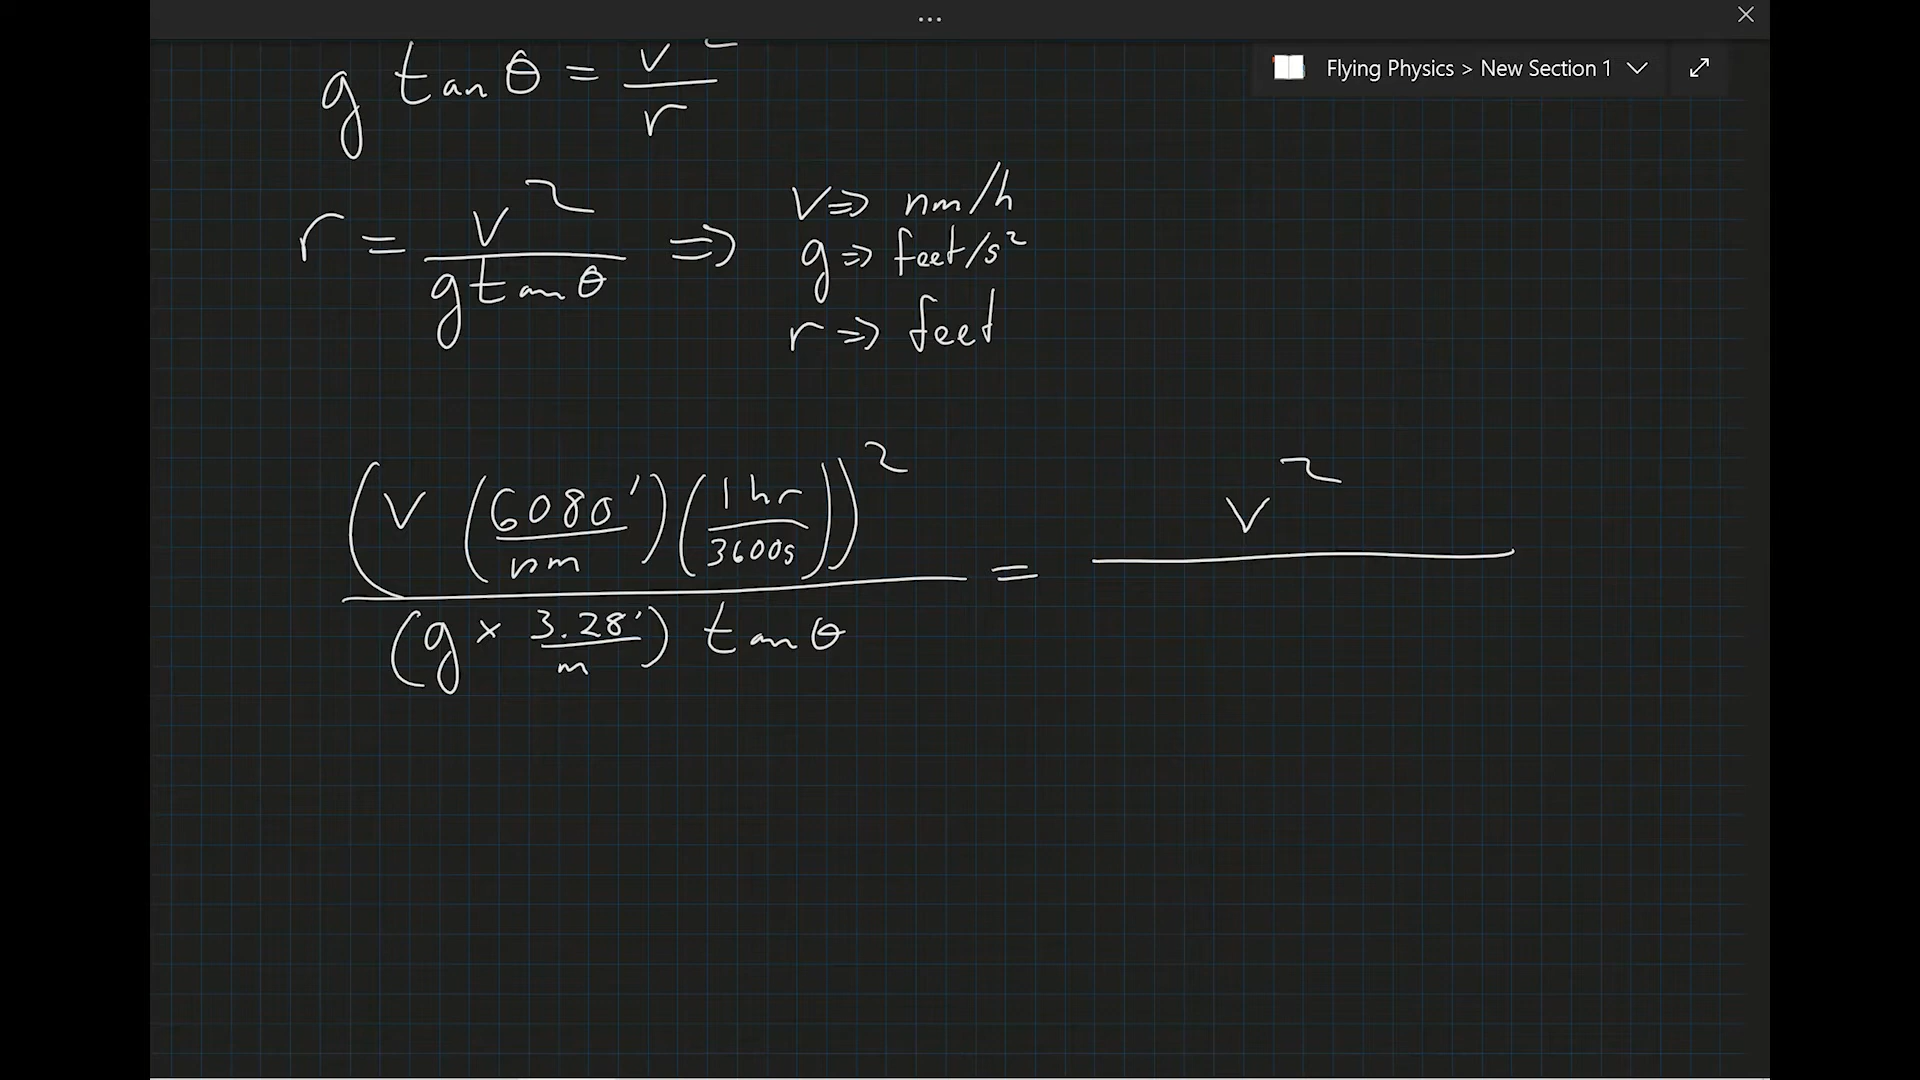 ...
Flying Physics > New Section 1
g tan θ = v² / r
r = v² / g tan θ ⇒
v ⇒ nm/h
g ⇒ feet/s²
r ⇒ feet
(v (6080' / nm) (1 hr / 3600s))² / (g × 3.28' / m) tan θ = v²